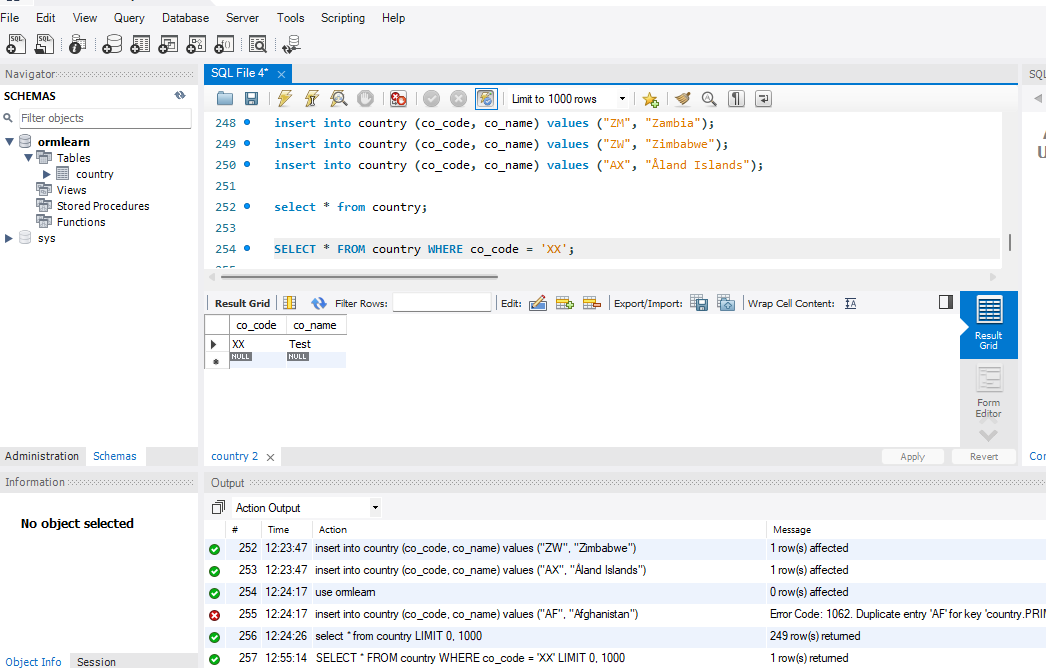 File Edit View Query Database Server Tools Scripting Help
Navigator
SCHEMAS
Filter objects
ormlearn
Tables
country
Views
Stored Procedures
Functions
sys
Administration Schemas
Information
No object selected
Object Info Session
SQL File 4*
Limit to 1000 rows
248 insert into country (co_code, co_name) values ("ZM", "Zambia");
249 insert into country (co_code, co_name) values ("ZW", "Zimbabwe");
250 insert into country (co_code, co_name) values ("AX", "Åland Islands");
251
252 select * from country;
253
254 SELECT * FROM country WHERE co_code = 'XX';
Result Grid Filter Rows: Edit: Export/Import: Wrap Cell Content:
co_code co_name
XX Test
NULL NULL
Result
Grid
Form
Editor
country 2 Apply Revert
Output
Action Output
# Time Action Message
252 12:23:47 insert into country (co_code, co_name) values ("ZW", "Zimbabwe") 1 row(s) affected
253 12:23:47 insert into country (co_code, co_name) values ("AX", "Åland Islands") 1 row(s) affected
254 12:24:17 use ormlearn 0 row(s) affected
255 12:24:17 insert into country (co_code, co_name) values ("AF", "Afghanistan") Error Code: 1062. Duplicate entry 'AF' for key 'country.PRI
256 12:24:26 select * from country LIMIT 0, 1000 249 row(s) returned
257 12:55:14 SELECT * FROM country WHERE co_code = 'XX' LIMIT 0, 1000 1 row(s) returned
SQL